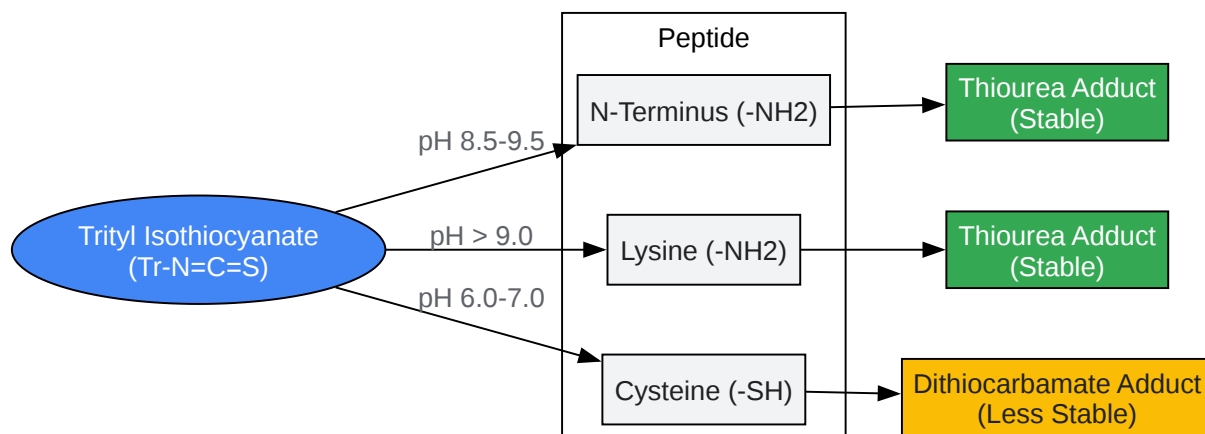 Peptide
N-Terminus (-NH2)
Thiourea Adduct
(Stable)
pH 8.5-9.5
Trityl Isothiocyanate
(Tr-N=C=S)
pH > 9.0
Lysine (-NH2)
Thiourea Adduct
(Stable)
pH 6.0-7.0
Cysteine (-SH)
Dithiocarbamate Adduct
(Less Stable)